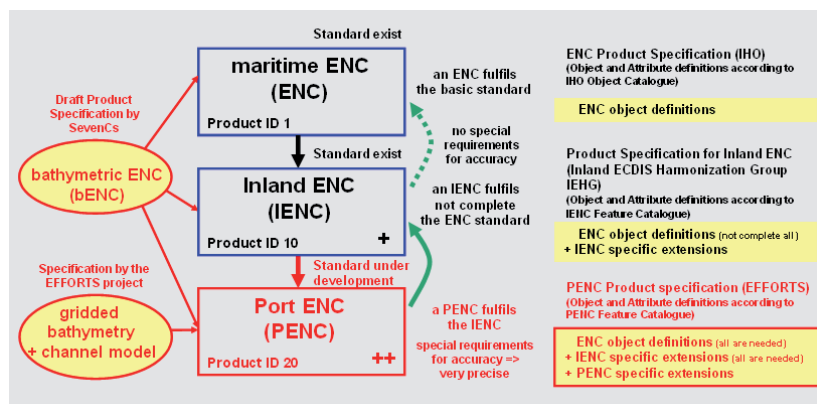 Standard exist
maritime ENC
(ENC)
Product ID 1
Draft Product
Specification by
SevenCs
bathymetric ENC
(bENC)
Standard exist
Inland ENC
(IENC)
Product ID 10
+
Standard under
development
Specification by the
EFFORTS project
gridded
bathymetry
+ channel model
Port ENC
(PENC)
Product ID 20
++
an ENC fulfils
the basic standard
no special
requirements
for accuracy
an IENC fulfils
not complete
the ENC standard
a PENC fulfils
the IENC
special requirements
for accuracy =>
very precise
ENC Product Specification (IHO)
(Object and Attribute definitions according to
IHO Object Catalogue)
ENC object definitions
Product Specification for Inland ENC
(Inland ECDIS Harmonization Group
IEHG)
(Object and Attribute definitions according to
IENC Feature Catalogue)
ENC object definitions (not complete all)
+ IENC specific extensions
PENC Product specification (EFFORTS)
(Object and Attribute definitions according to
PENC Feature Catalogue)
ENC object definitions (all are needed)
+ IENC specific extensions (all are needed)
+ PENC specific extensions